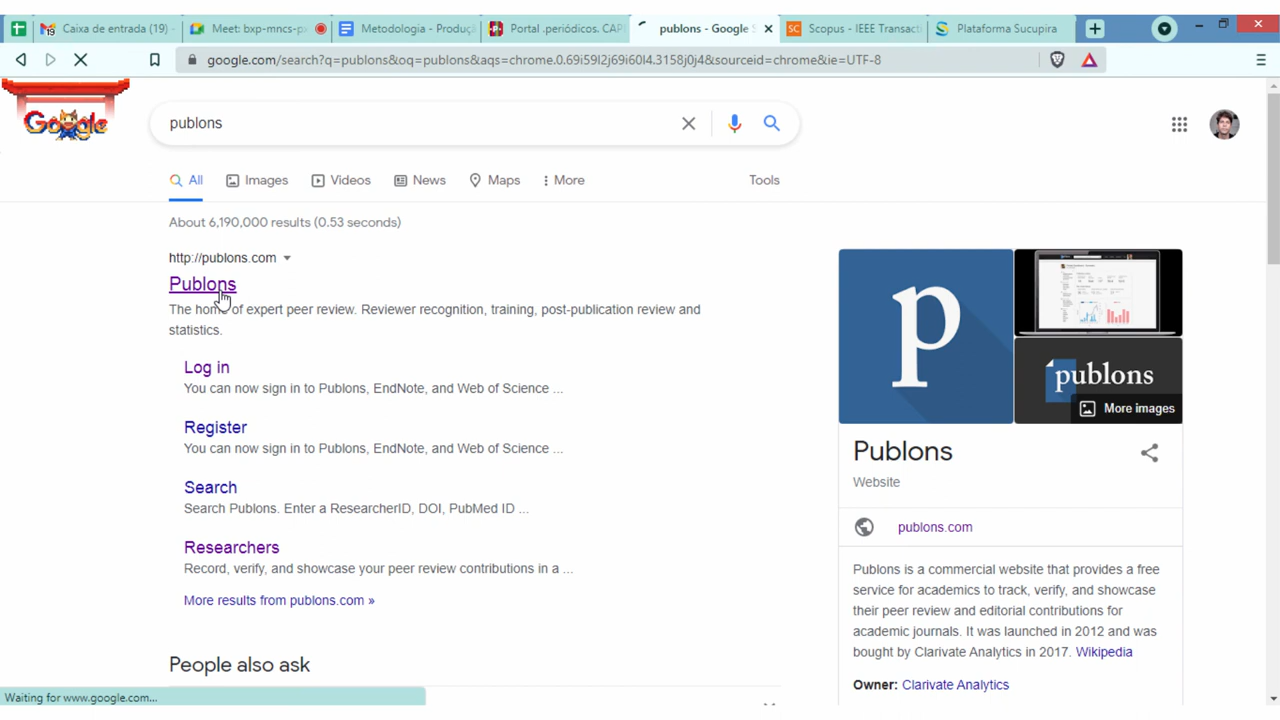 Caixa de entrada (19) -
Meet: bxp-mncs-p
Metodologia - Produç
Portal .periódicos. CAP
publons - Google S
Scopus - IEEE Transact
Plataforma Sucupira
google.com/search?q=publons&oq=publons&aqs=chrome.0.69i59l2j69i60l4.3158j0j4&sourceid=chrome&ie=UTF-8
Google
publons
All
Images
Videos
News
Maps
More
Tools
About 6,190,000 results (0.53 seconds)
http://publons.com
Publons
The home of expert peer review. Reviewer recognition, training, post-publication review and
statistics.
Log in
You can now sign in to Publons, EndNote, and Web of Science ...
Register
You can now sign in to Publons, EndNote, and Web of Science ...
Search
Search Publons. Enter a ResearcherID, DOI, PubMed ID ...
Researchers
Record, verify, and showcase your peer review contributions in a ...
More results from publons.com »
People also ask
p
publons
More images
Publons
Website
publons.com
Publons is a commercial website that provides a free
service for academics to track, verify, and showcase
their peer review and editorial contributions for
academic journals. It was launched in 2012 and was
bought by Clarivate Analytics in 2017. Wikipedia
Owner: Clarivate Analytics
Waiting for www.google.com...